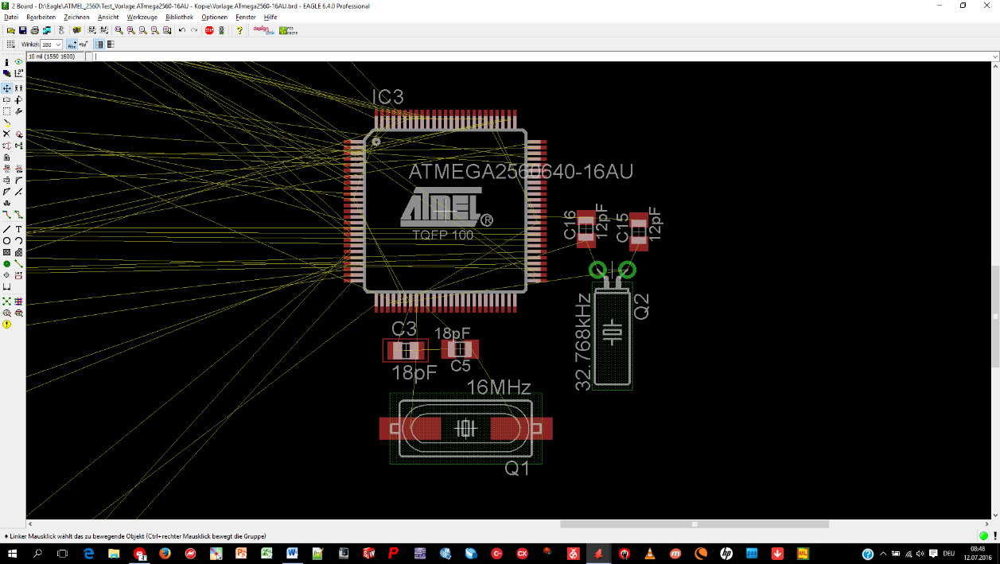 2 Board - D:\Eagle\ATMEL_2560\Test_Vorlage ATmega2560-16AU - Kopie\Vorlage ATmega2560-16AU.brd - EAGLE 6.4.0 Professional
Datei Bearbeiten Zeichnen Ansicht Werkzeuge Bibliothek Optionen Fenster Hilfe
Winkel: 180
10 mil (1550 1600)
IC3
ATMEGA2560640-16AU
ATMEL®
TQFP 100
C16
12pF
C15
12pF
32.768kHz
Q2
C3
18pF
18pF
C5
16MHz
Q1
Linker Mausklick wählt das zu bewegende Objekt (Ctrl+rechter Mausklick bewegt die Gruppe)
DEU
08:48
12.07.2016